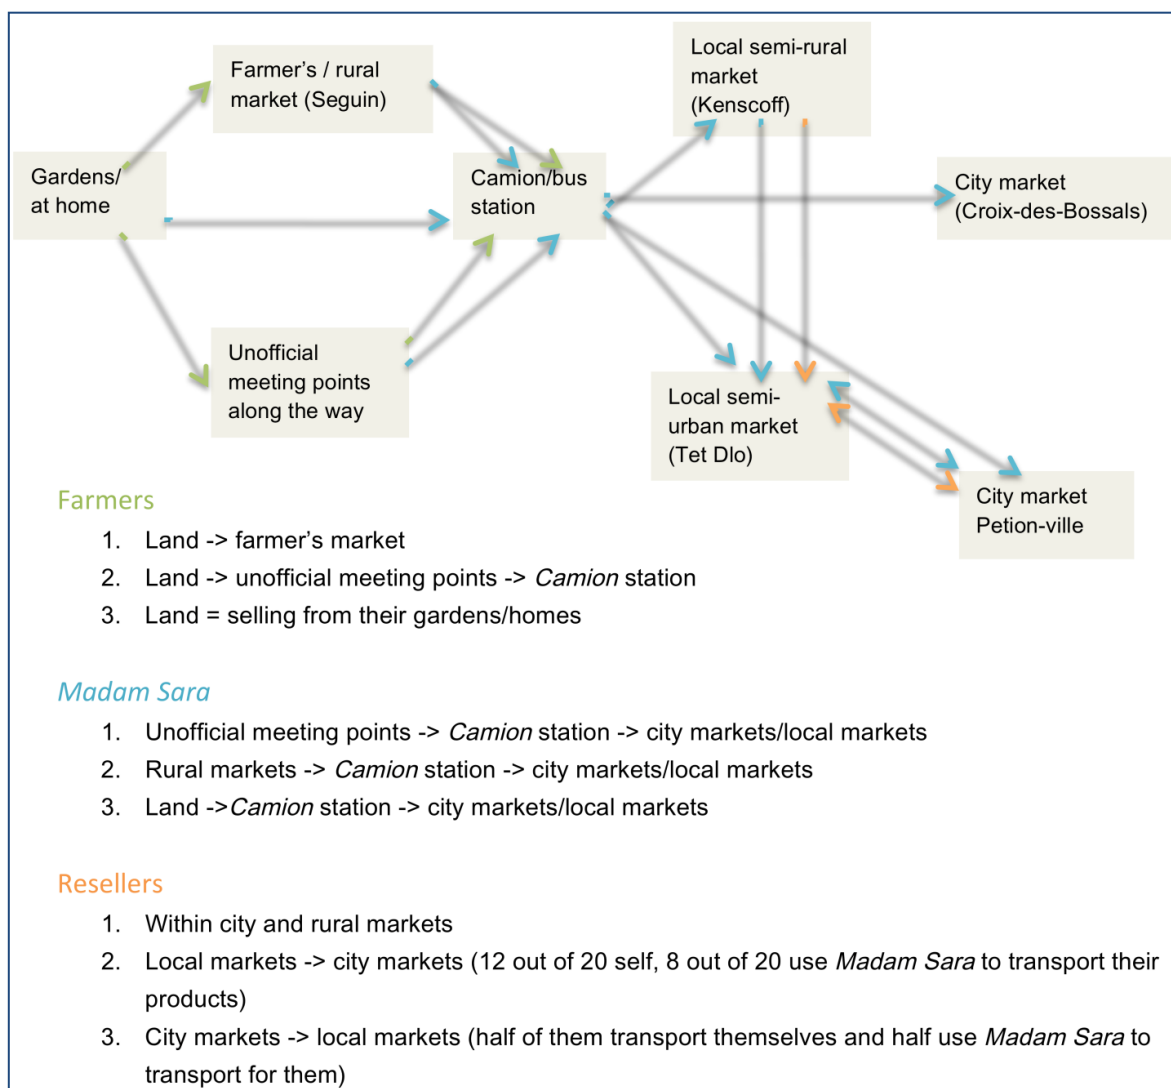 Farmer's / rural
market (Seguin)
Local semi-rural
market
(Kenscoff)
Gardens/
at home
Camion/bus
station
City market
(Croix-des-Bossals)
Unofficial
meeting points
along the way
Local semi-
urban market
(Tet Dlo)
City market
Petion-ville
Farmers
1. Land -> farmer's market
2. Land -> unofficial meeting points -> Camion station
3. Land = selling from their gardens/homes
Madam Sara
1. Unofficial meeting points -> Camion station -> city markets/local markets
2. Rural markets -> Camion station -> city markets/local markets
3. Land ->Camion station -> city markets/local markets
Resellers
1. Within city and rural markets
2. Local markets -> city markets (12 out of 20 self, 8 out of 20 use Madam Sara to transport their
products)
3. City markets -> local markets (half of them transport themselves and half use Madam Sara to
transport for them)